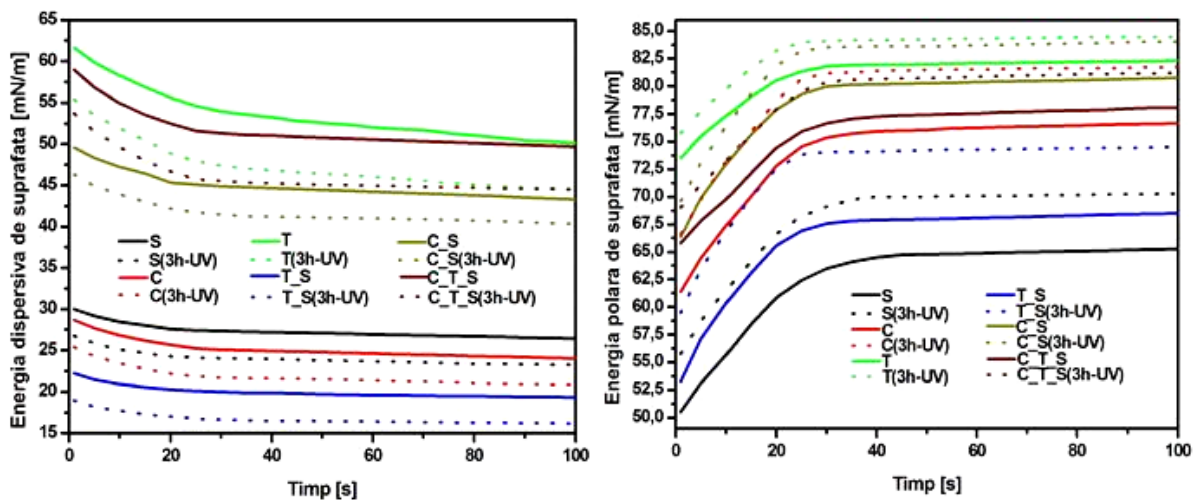 Energia dispersiva de suprafata [mN/m]
65
60
55
50
45
40
35
30
25
20
15
S
S(3h-UV)
C
C(3h-UV)
T
T(3h-UV)
T_S
T_S(3h-UV)
C_S
C_S(3h-UV)
C_T_S
C_T_S(3h-UV)
0 20 40 60 80 100
Timp [s]
Energia polara de suprafata [mN/m]
85,0
82,5
80,0
77,5
75,0
72,5
70,0
67,5
65,0
62,5
60,0
57,5
55,0
52,5
50,0
S
S(3h-UV)
C
C(3h-UV)
T
T(3h-UV)
T_S
T_S(3h-UV)
C_S
C_S(3h-UV)
C_T_S
C_T_S(3h-UV)
0 20 40 60 80 100
Timp [s]